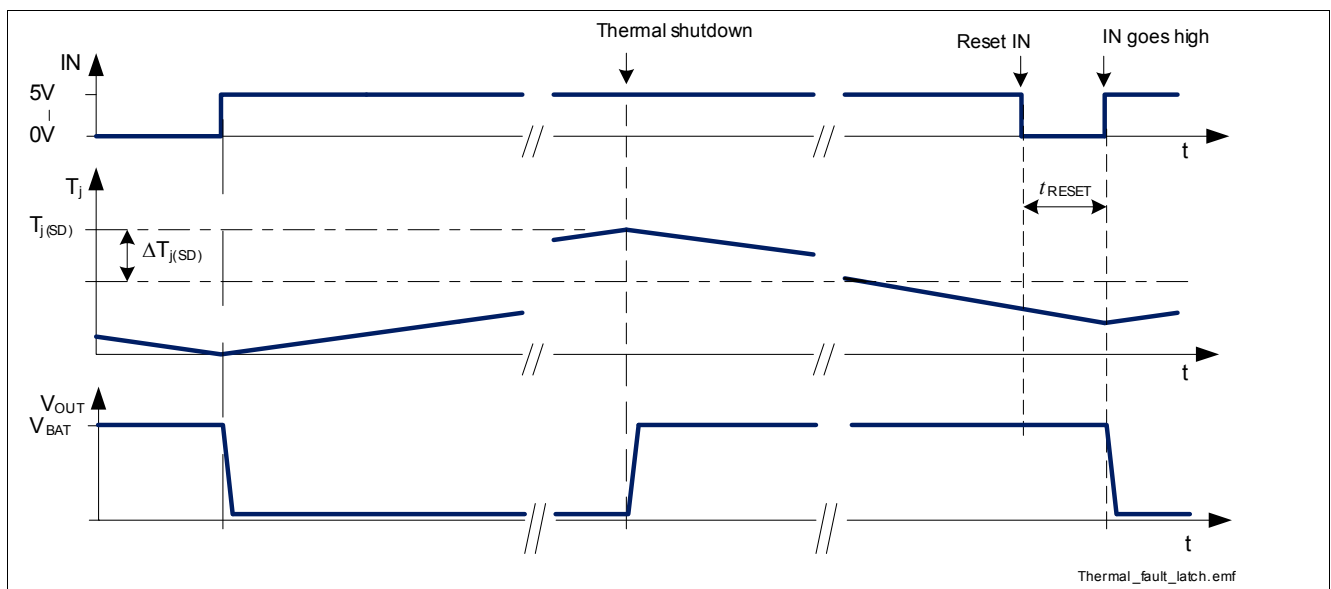 Thermal shutdown
Reset IN
IN goes high
IN
5V
0V
t
Tj
Tj(SD)
ΔTj(SD)
tRESET
t
VOUT
VBAT
t
Thermal_fault_latch.emf